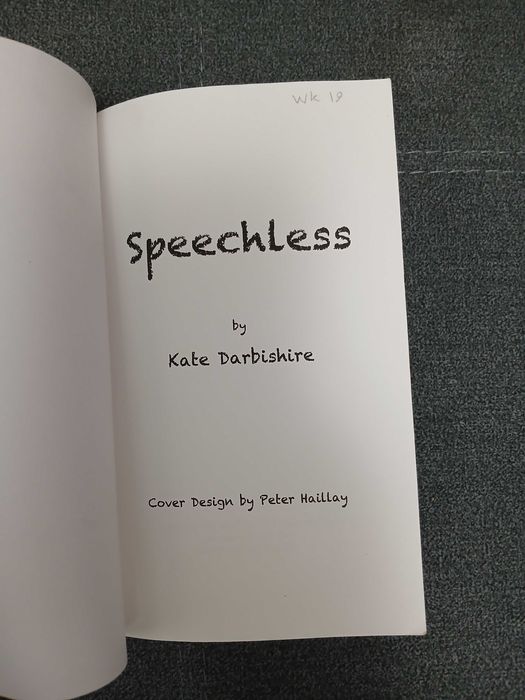 Wk 19
Speechless
by
Kate Darbishire
Cover Design by Peter Haillay